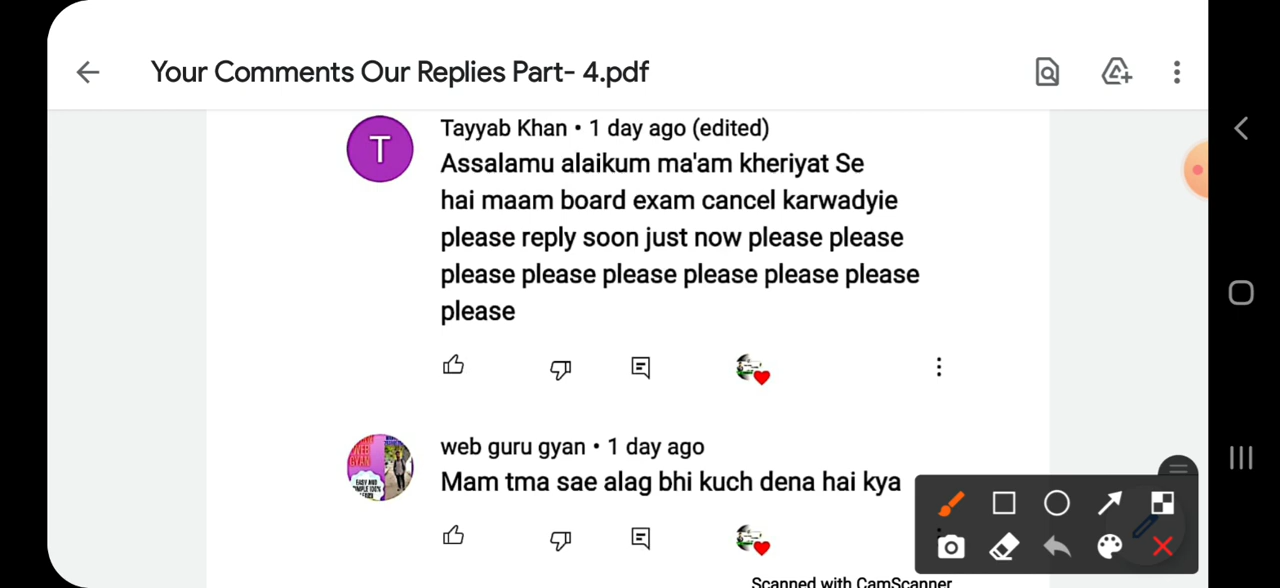 Your Comments Our Replies Part- 4.pdf
T
Tayyab Khan • 1 day ago (edited)
Assalamu alaikum ma'am kheriyat Se
hai maam board exam cancel karwadyie
please reply soon just now please please
please please please please please please
please
web guru gyan • 1 day ago
Mam tma sae alag bhi kuch dena hai kya
Scanned with CamScanner